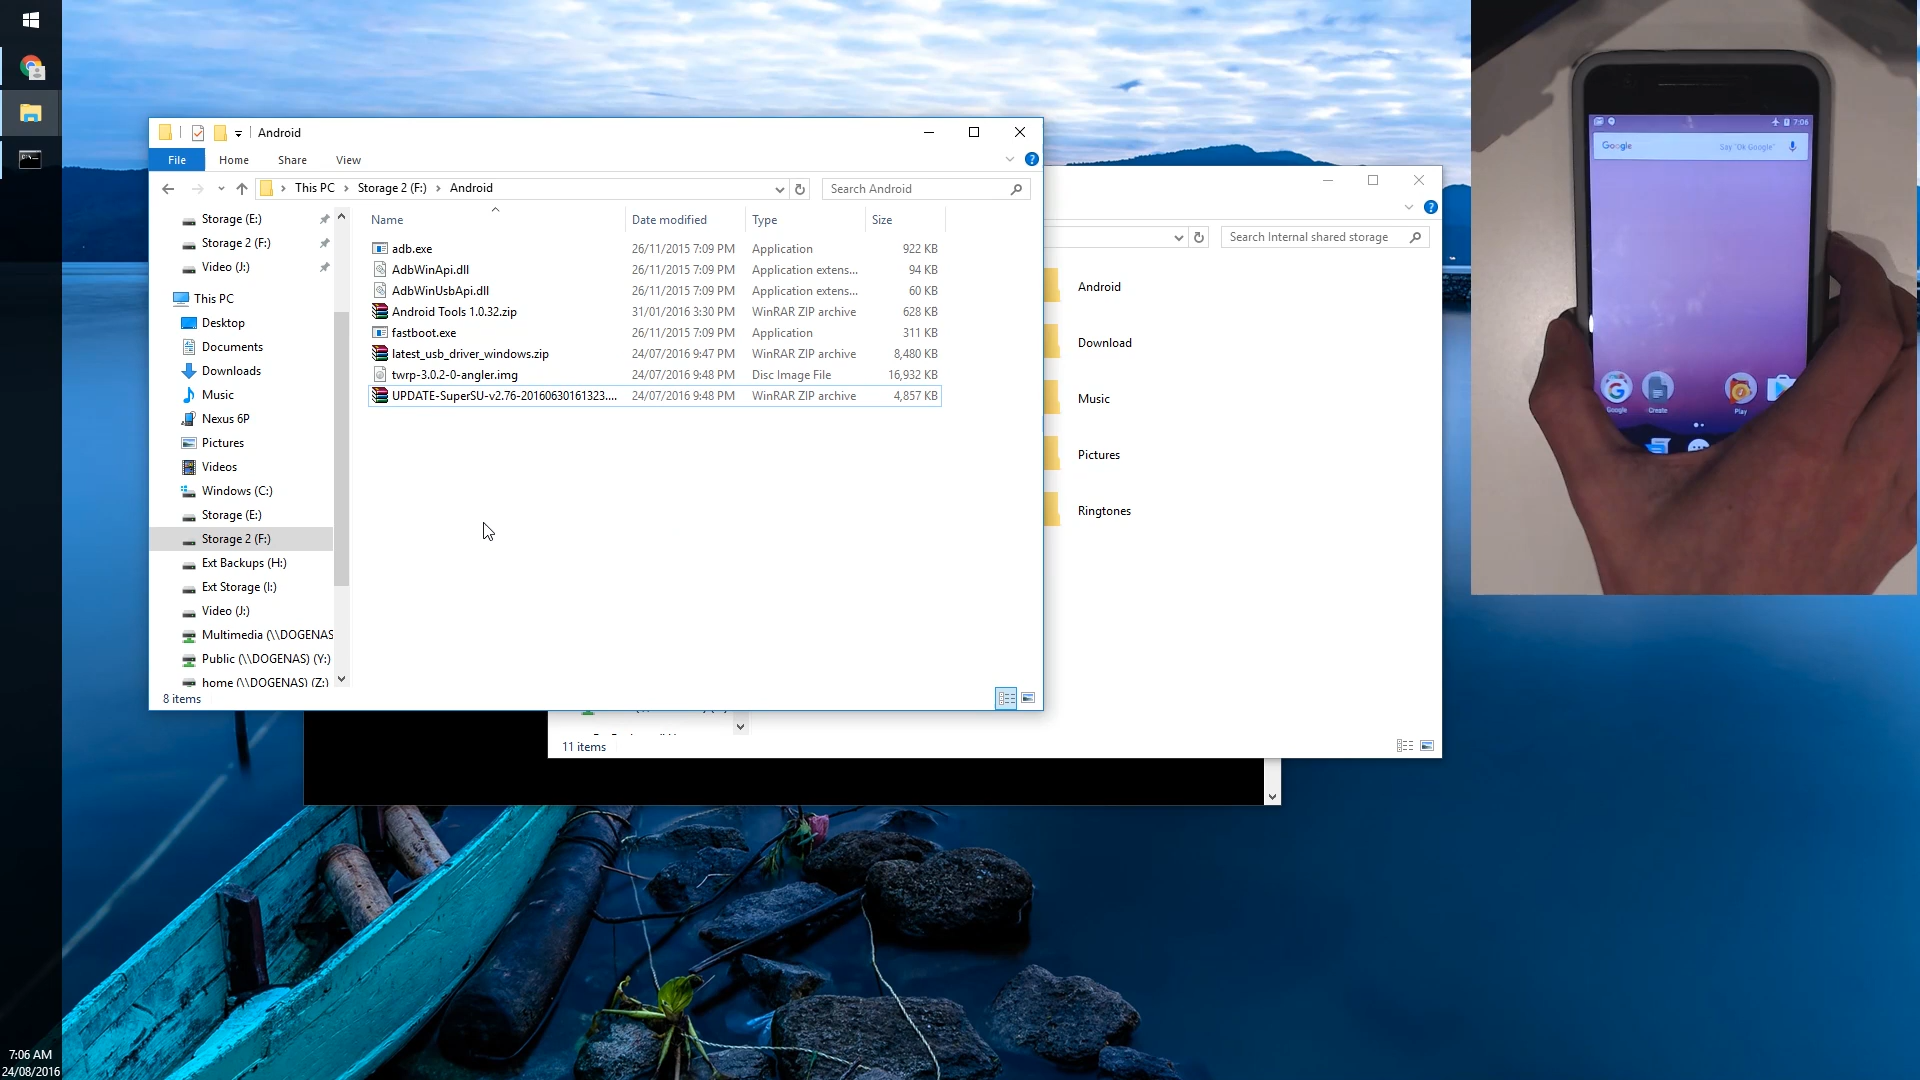 Android
File
Home
Share
View
This PC
Storage 2 (F:)
Android
Search Android
Storage (E:)
Storage 2 (F:)
Video (J:)
This PC
Desktop
Documents
Downloads
Music
Nexus 6P
Pictures
Videos
Windows (C:)
Storage (E:)
Storage 2 (F:)
Ext Backups (H:)
Ext Storage (I:)
Video (J:)
Multimedia (\\DOGENAS
Public (\\DOGENAS) (Y:)
home (\\DOGENAS) (Z:)
Name Date modified Type Size
adb.exe 26/11/2015 7:09 PM Application 922 KB
AdbWinApi.dll 26/11/2015 7:09 PM Application extens... 94 KB
AdbWinUsbApi.dll 26/11/2015 7:09 PM Application extens... 60 KB
Android Tools 1.0.32.zip 31/01/2016 3:30 PM WinRAR ZIP archive 628 KB
fastboot.exe 26/11/2015 7:09 PM Application 311 KB
latest_usb_driver_windows.zip 24/07/2016 9:47 PM WinRAR ZIP archive 8,480 KB
twrp-3.0.2-0-angler.img 24/07/2016 9:48 PM Disc Image File 16,932 KB
UPDATE-SuperSU-v2.76-20160630161323.... 24/07/2016 9:48 PM WinRAR ZIP archive 4,857 KB
8 items
Search Internal shared storage
Android
Download
Music
Pictures
Ringtones
11 items
7:06
Google Say "Ok Google"
Google
Create
Play
7:06 AM
24/08/2016